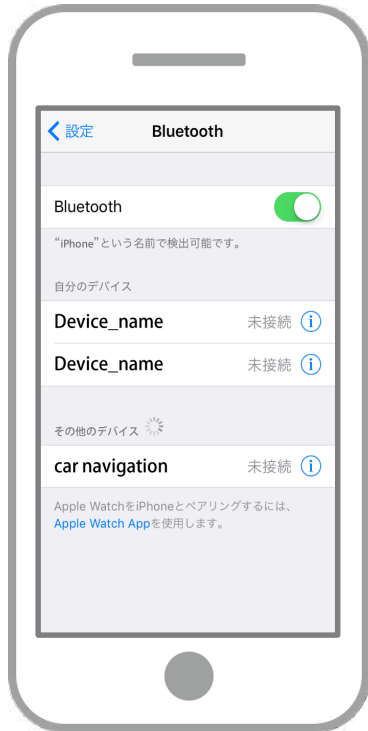 設定 Bluetooth
Bluetooth
“iPhone”という名前で検出可能です。
自分のデバイス
Device_name 未接続
Device_name 未接続
その他のデバイス
car navigation 未接続
Apple WatchをiPhoneとペアリングするには、
Apple Watch Appを使用します。